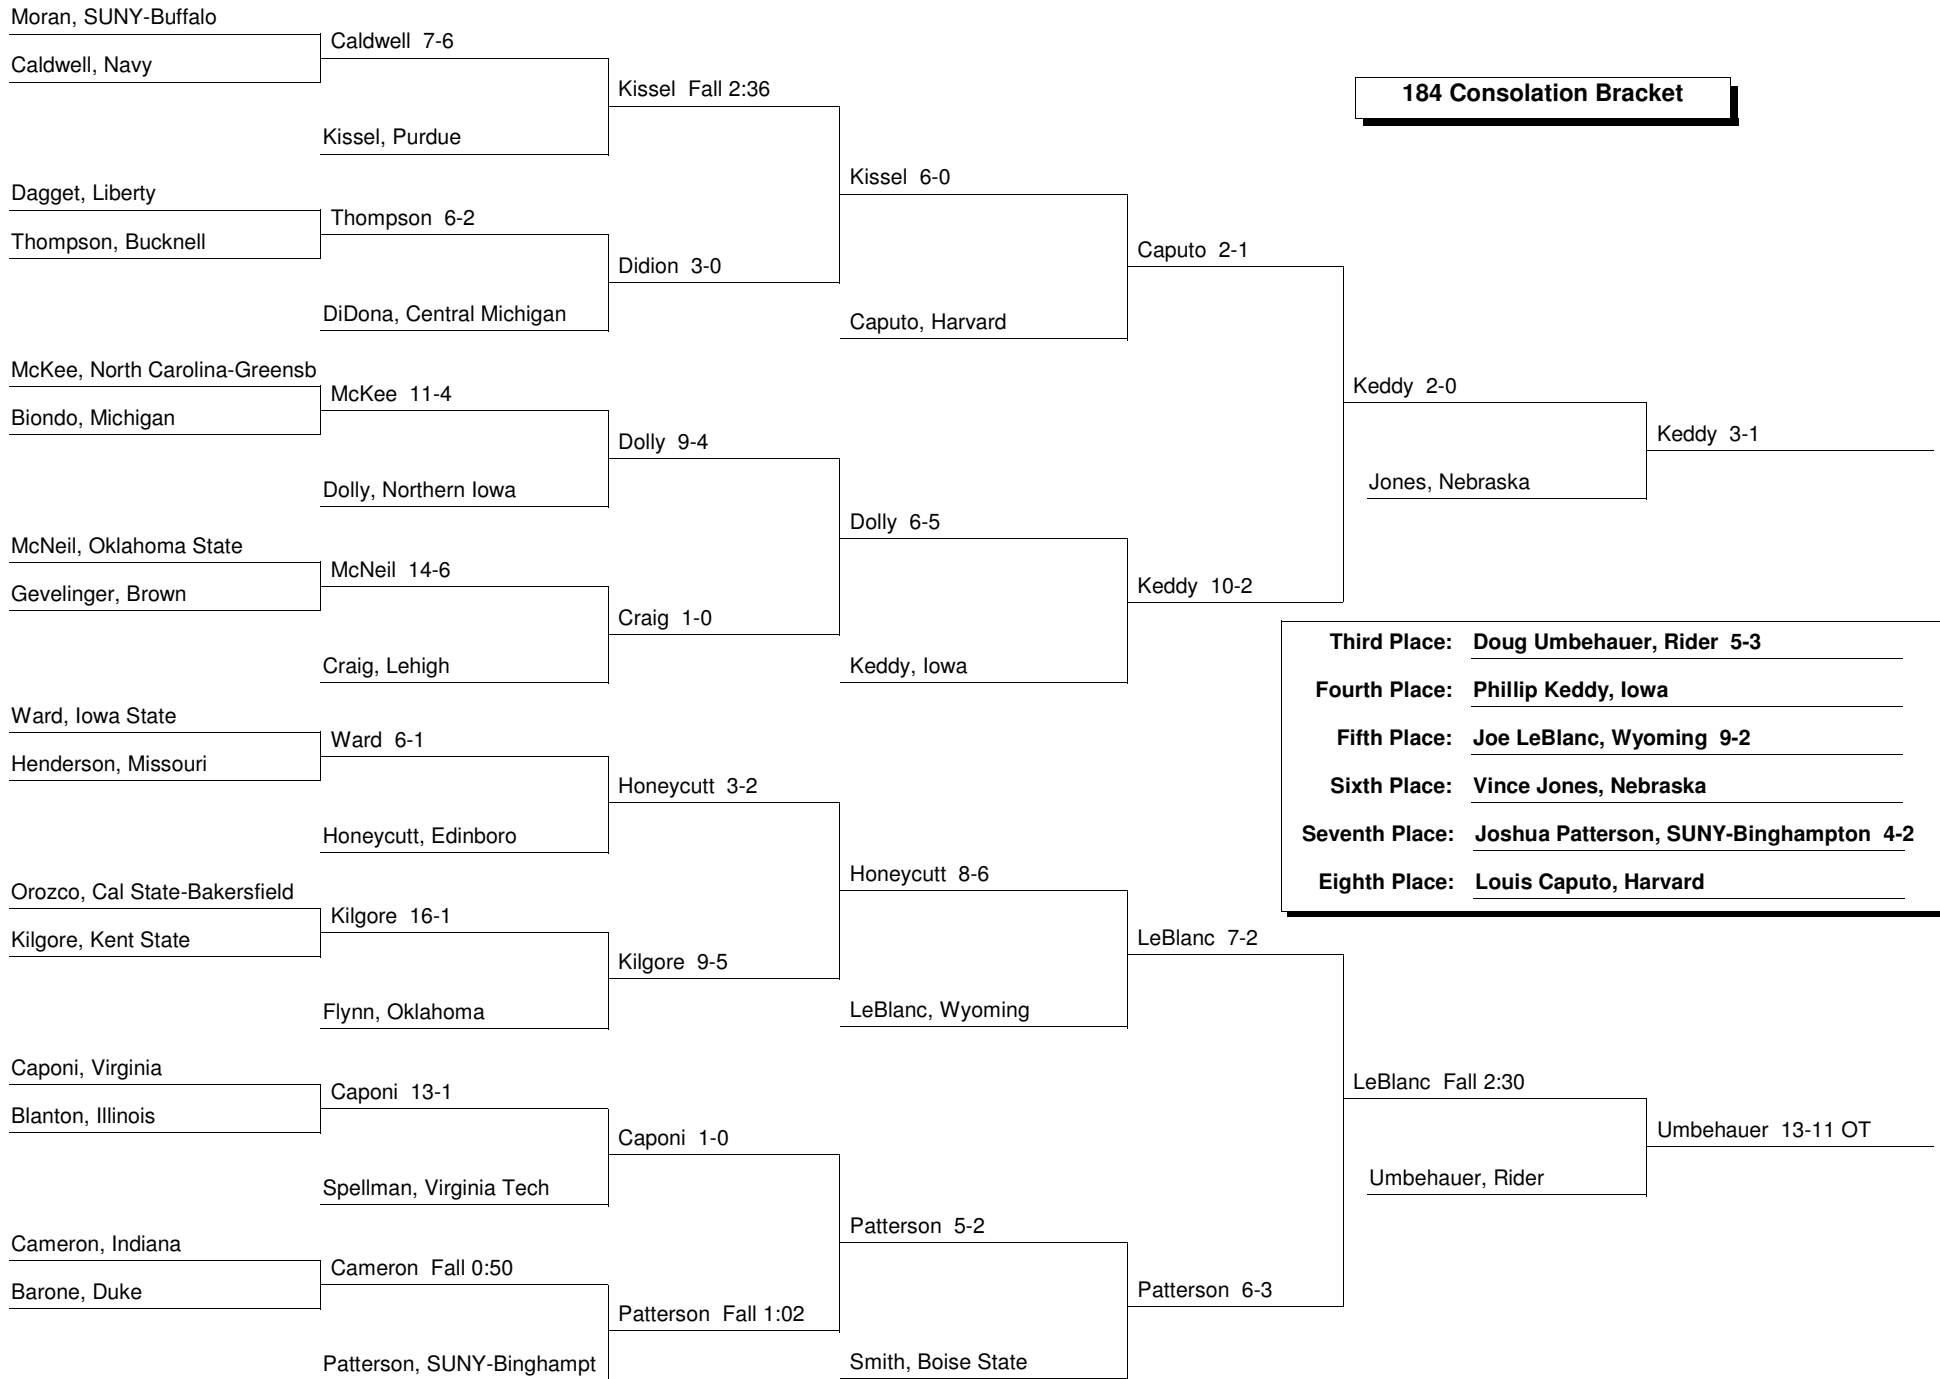 Moran, SUNY-Buffalo
Caldwell 7-6
Caldwell, Navy
Kissel Fall 2:36
184 Consolation Bracket
Kissel, Purdue
Kissel 6-0
Dagget, Liberty
Thompson 6-2
Thompson, Bucknell
Caputo 2-1
Didion 3-0
DiDona, Central Michigan
Caputo, Harvard
McKee, North Carolina-Greensb
McKee 11-4
Keddy 2-0
Biondo, Michigan
Dolly 9-4
Keddy 3-1
Dolly, Northern Iowa
Jones, Nebraska
Dolly 6-5
McNeil, Oklahoma State
McNeil 14-6
Gevelinger, Brown
Keddy 10-2
Craig 1-0
Craig, Lehigh
Keddy, Iowa
Third Place: Doug Umbehauer, Rider 5-3
Fourth Place: Phillip Keddy, Iowa
Fifth Place: Joe LeBlanc, Wyoming 9-2
Sixth Place: Vince Jones, Nebraska
Seventh Place: Joshua Patterson, SUNY-Binghampton 4-2
Eighth Place: Louis Caputo, Harvard
Ward, Iowa State
Ward 6-1
Henderson, Missouri
Honeycutt 3-2
Honeycutt, Edinboro
Honeycutt 8-6
Orozco, Cal State-Bakersfield
Kilgore 16-1
Kilgore, Kent State
LeBlanc 7-2
Kilgore 9-5
Flynn, Oklahoma
LeBlanc, Wyoming
Caponi, Virginia
Caponi 13-1
LeBlanc Fall 2:30
Blanton, Illinois
Caponi 1-0
Umbehauer 13-11 OT
Spellman, Virginia Tech
Umbehauer, Rider
Patterson 5-2
Cameron, Indiana
Cameron Fall 0:50
Barone, Duke
Patterson 6-3
Patterson Fall 1:02
Patterson, SUNY-Binghampt
Smith, Boise State